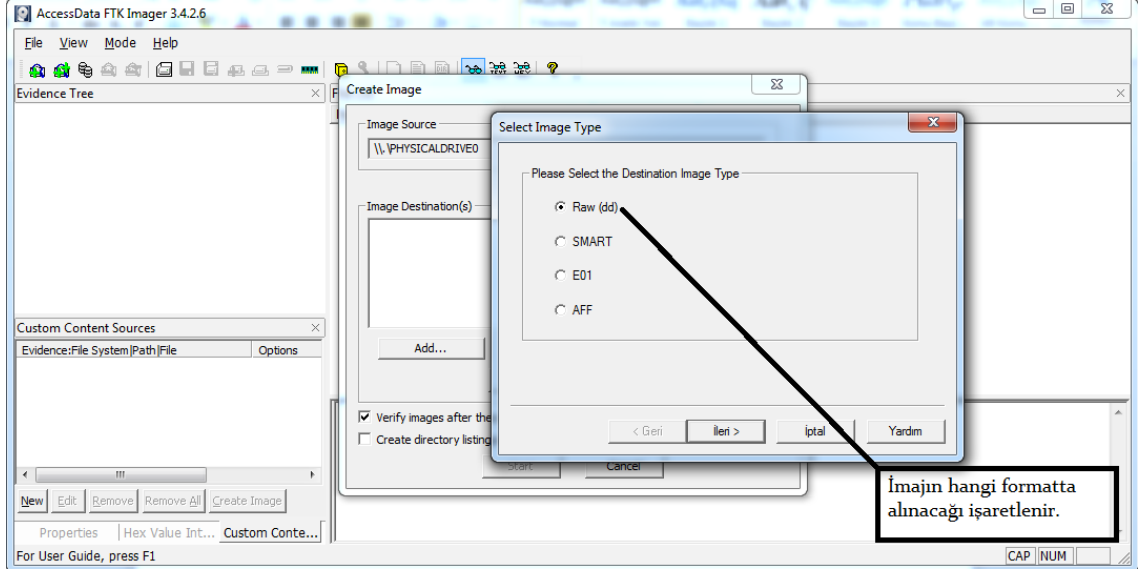 AccessData FTK Imager 3.4.2.6
File View Mode Help
Evidence Tree
Create Image
Image Source
\\.\PHYSICALDRIVE0
Image Destination(s)
Add...
Verify images after the
Create directory listing
Start Cancel
Select Image Type
Please Select the Destination Image Type
Raw (dd)
SMART
E01
AFF
< Geri İleri > İptal Yardım
İmajın hangi formatta
alınacağı işaretlenir.
Custom Content Sources
Evidence:File System|Path|File Options
New Edit Remove Remove All Create Image
Properties Hex Value Int... Custom Conte...
For User Guide, press F1
CAP NUM